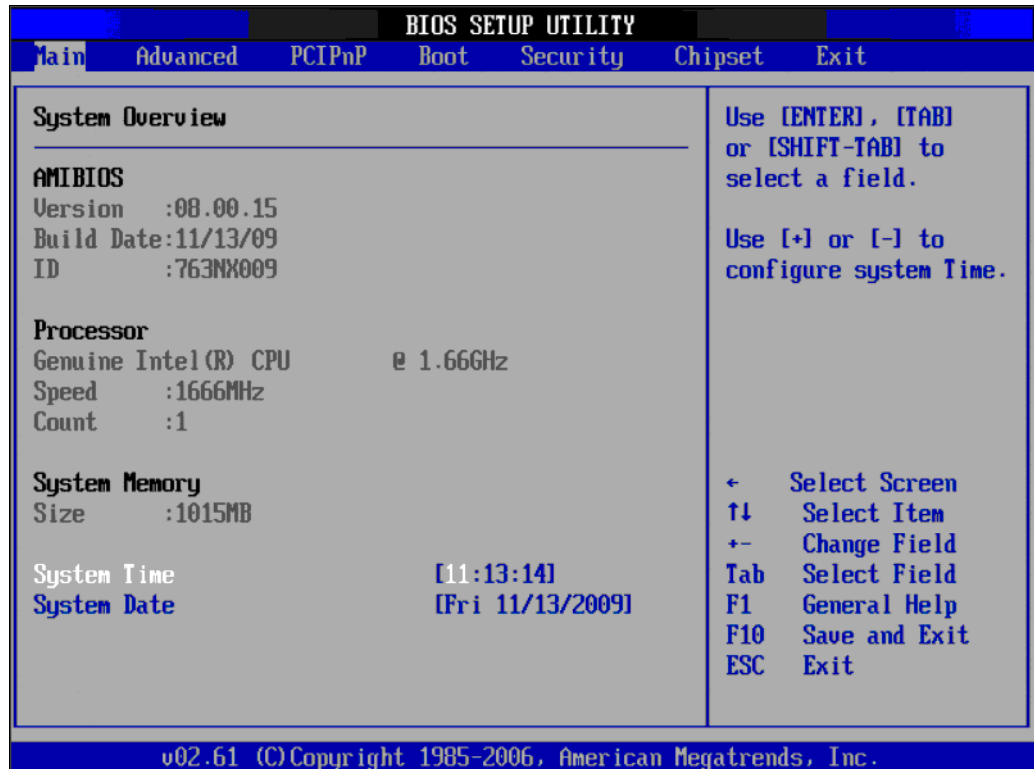 BIOS SETUP UTILITY
Main Advanced PCIPnP Boot Security Chipset Exit
System Overview
AMIBIOS
Version :08.00.15
Build Date:11/13/09
ID :763NX009
Processor
Genuine Intel(R) CPU @ 1.66GHz
Speed :1666MHz
Count :1
System Memory
Size :1015MB
System Time [11:13:14]
System Date [Fri 11/13/2009]
Use [ENTER], [TAB]
or [SHIFT-TAB] to
select a field.
Use [+] or [-] to
configure system Time.
← Select Screen
↑↓ Select Item
+- Change Field
Tab Select Field
F1 General Help
F10 Save and Exit
ESC Exit
v02.61 (C)Copyright 1985-2006, American Megatrends, Inc.